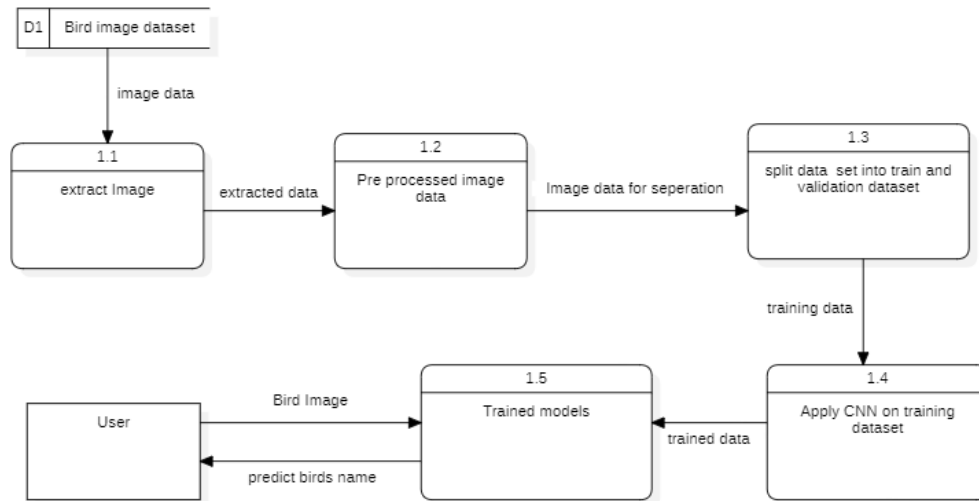 D1 Bird image dataset
image data
1.1
extract Image
extracted data
1.2
Pre processed image
data
Image data for seperation
1.3
split data set into train and
validation dataset
training data
1.4
Apply CNN on training
dataset
trained data
1.5
Trained models
Bird Image
User
predict birds name